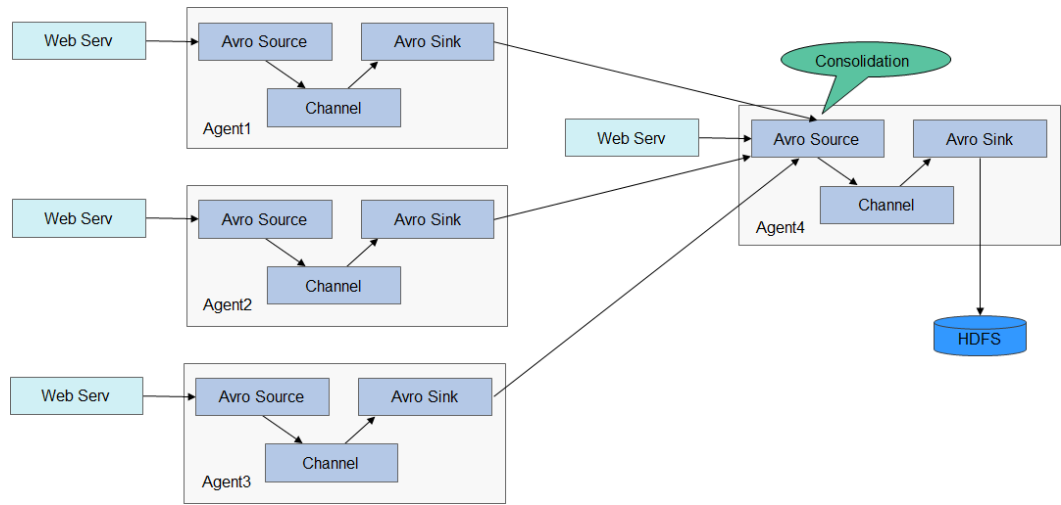 Web Serv
Avro Source
Avro Sink
Channel
Agent1
Web Serv
Avro Source
Avro Sink
Channel
Agent2
Web Serv
Avro Source
Avro Sink
Channel
Agent3
Consolidation
Web Serv
Avro Source
Avro Sink
Channel
Agent4
HDFS